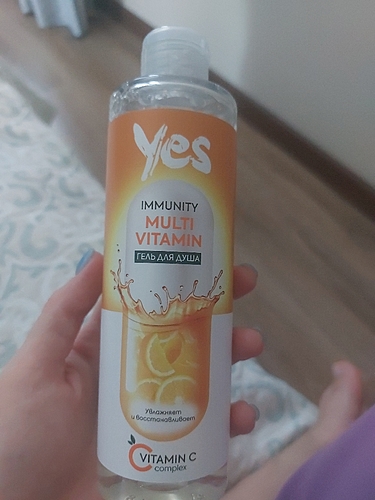 Yes
IMMUNITY
MULTI
VITAMIN
ГЕЛЬ ДЛЯ ДУША
Увлажняет
и восстанавливает
VITAMIN C
complex